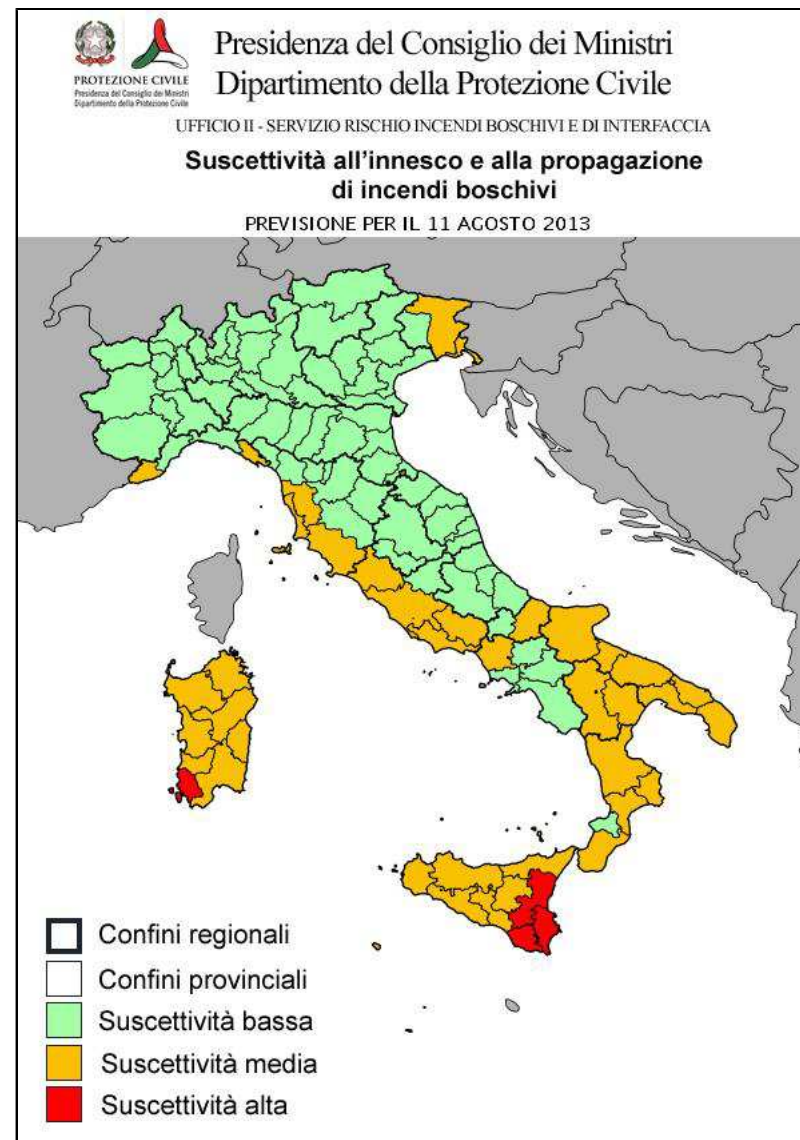 PROTEZIONE CIVILE
Presidenza del Consiglio dei Ministri
Dipartimento della Protezione Civile
Presidenza del Consiglio dei Ministri
Dipartimento della Protezione Civile
UFFICIO II - SERVIZIO RISCHIO INCENDI BOSCHIVI E DI INTERFACCIA
Suscettività all'innesco e alla propagazione
di incendi boschivi
PREVISIONE PER IL 11 AGOSTO 2013
Confini regionali
Confini provinciali
Suscettività bassa
Suscettività media
Suscettività alta